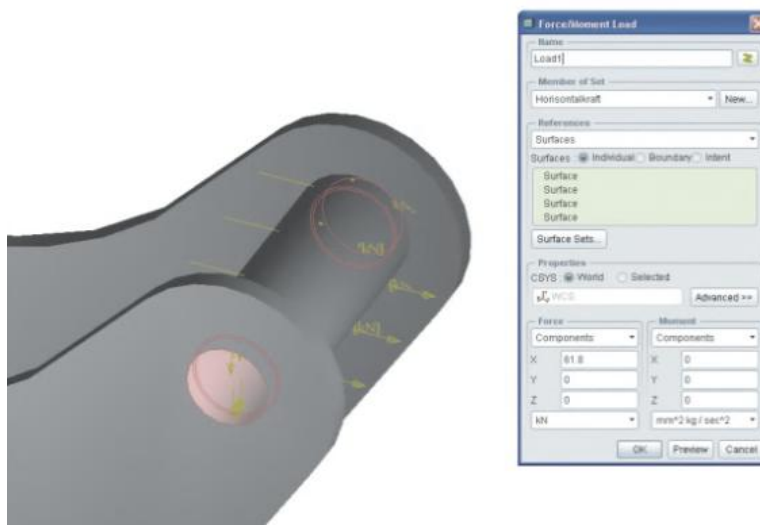 Force/Moment Load
Name
Load1
Member of Set
Horisontalkraft New...
References
Surfaces
Surfaces : Individual Boundary Intent
Surface
Surface
Surface
Surface
Surface Sets...
Properties
CSYS : World Selected
WCS Advanced >>
Force Moment
Components Components
X 61.8 X 0
Y 0 Y 0
Z 0 Z 0
kN mm^2 kg / sec^2
OK Preview Cancel